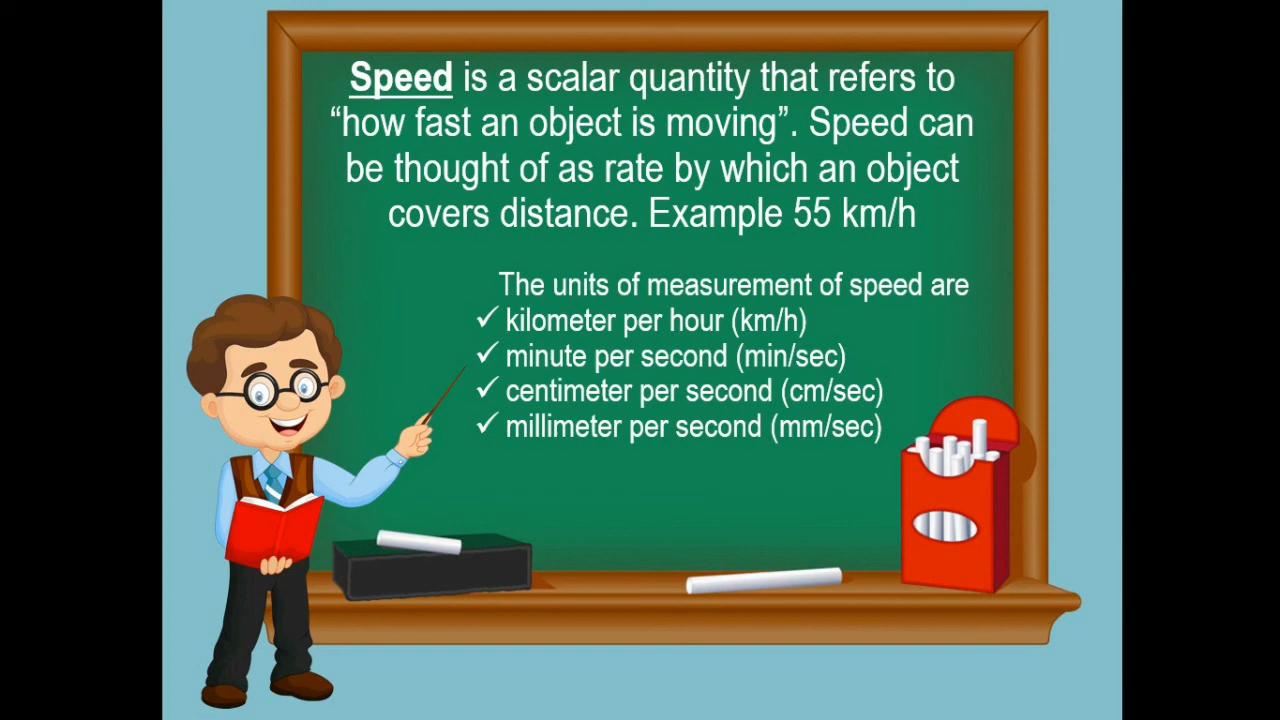 Speed is a scalar quantity that refers to
“how fast an object is moving”. Speed can
be thought of as rate by which an object
covers distance. Example 55 km/h
The units of measurement of speed are
✓ kilometer per hour (km/h)
✓ minute per second (min/sec)
✓ centimeter per second (cm/sec)
✓ millimeter per second (mm/sec)